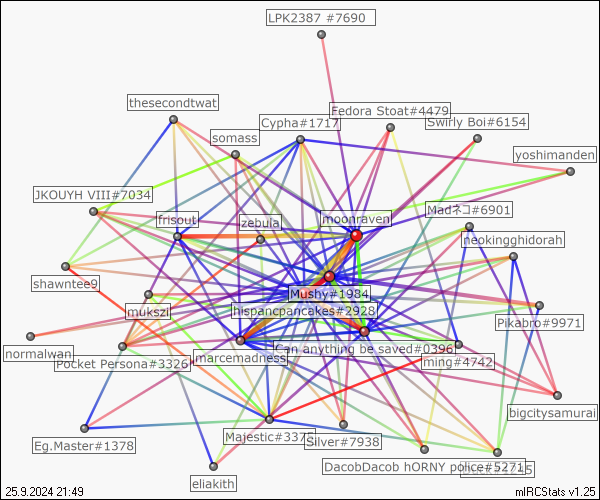 LPK2387 #7690
thesecondtwat
Fedora Stoat#4479
Cypha#1717
Swirly Boi#6154
somass
yoshimanden
JKOUYH VIII#7034
Madネコ#6901
frisout
zebula
moonraven
neokingghidorah
shawntee9
Mushy#1984
mukszi
hispancpancakes#2928
Pikabro#9971
normalwan
marcemadness
Can anything be saved#0396
Pocket Persona#3326
ming#4742
bigcitysamurai
Eg.Master#1378
Majestic#3375
Silver#7938
DacobDacob hORNY police#5271
eliakith
25.9.2024 21:49
mIRCStats v1.25